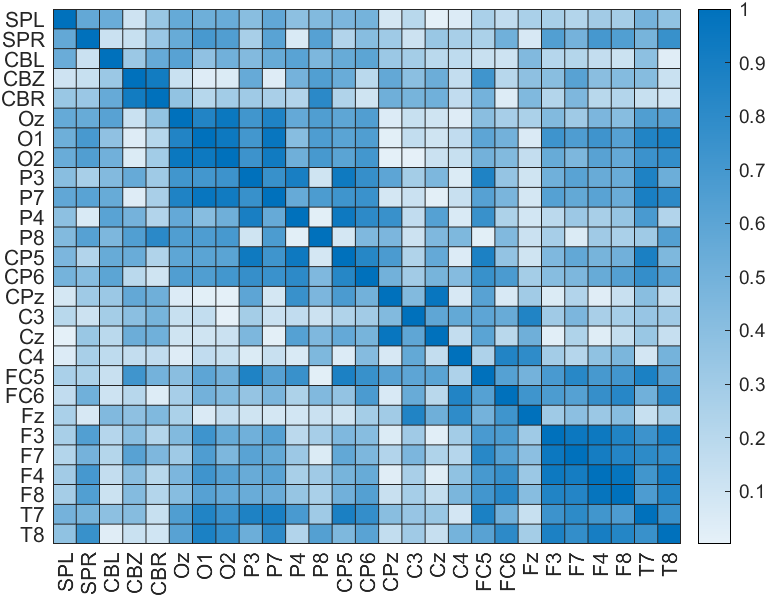 SPL
SPR
CBL
CBZ
CBR
Oz
O1
O2
P3
P7
P4
P8
CP5
CP6
CPz
C3
Cz
C4
FC5
FC6
Fz
F3
F7
F4
F8
T7
T8
SPL SPR CBL CBZ CBR Oz O1 O2 P3 P7 P4 P8 CP5 CP6 CPz C3 Cz C4 FC5 FC6 Fz F3 F7 F4 F8 T7 T8
1
0.9
0.8
0.7
0.6
0.5
0.4
0.3
0.2
0.1